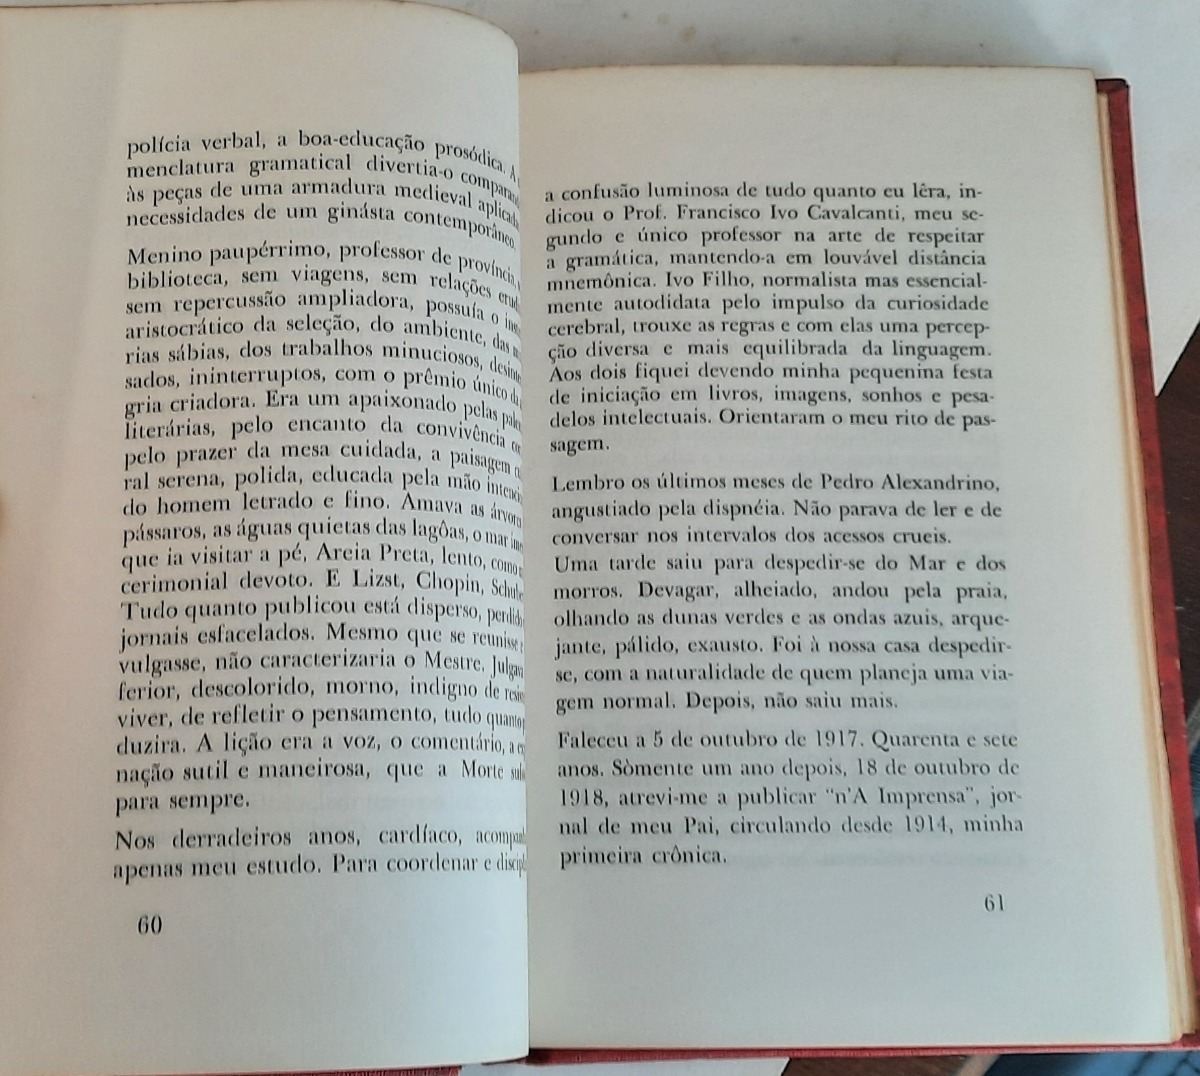 polícia verbal, a boa-educação prosódica. A
menclatura gramatical divertia-o
às peças de uma armadura medieval
necessidades de um ginásta contemporâneo.
Menino paupérrimo, professor de província,
biblioteca, sem viagens, sem relações
sem repercussão ampliadora, possuía o
aristocrático da seleção, do ambiente, das
rias sábias, dos trabalhos minuciosos,
sados, ininterruptos, com o prêmio único
gria criadora. Era um apaixonado pelas
literárias, pelo encanto da convivência
pelo prazer da mesa cuidada, a paisagem
ral serena, polida, educada pela mão
do homem letrado e fino. Amava as
pássaros, as águas quietas das lagôas, o mar
que ia visitar a pé, Areia Preta, lento, como
cerimonial devoto. E Lizst, Chopin,
Tudo quanto publicou está disperso,
jornais esfacelados. Mesmo que se reunisse
vulgasse, não caracterizaria o Mestre.
ferior, descolorido, morno, indigno de
viver, de refletir o pensamento, tudo quanto
duzira. A lição era a voz, o comentário, a
nação sutil e maneirosa, que a Morte
para sempre.
Nos derradeiros anos, cardíaco,
apenas meu estudo. Para coordenar e
60
a confusão luminosa de tudo quanto eu lêra, in-
dicou o Prof. Francisco Ivo Cavalcanti, meu se-
gundo e único professor na arte de respeitar
a gramática, mantendo-a em louvável distância
mnemônica. Ivo Filho, normalista mas essencial-
mente autodidata pelo impulso da curiosidade
cerebral, trouxe as regras e com elas uma percep-
ção diversa e mais equilibrada da linguagem.
Aos dois fiquei devendo minha pequenina festa
de iniciação em livros, imagens, sonhos e pesa-
delos intelectuais. Orientaram o meu rito de pas-
sagem.
Lembro os últimos meses de Pedro Alexandrino,
angustiado pela dispnéia. Não parava de ler e de
conversar nos intervalos dos acessos crueis.
Uma tarde saiu para despedir-se do Mar e dos
morros. Devagar, alheiado, andou pela praia,
olhando as dunas verdes e as ondas azuis, arque-
jante, pálido, exausto. Foi à nossa casa despedir-
se, com a naturalidade de quem planeja uma via-
gem normal. Depois, não saiu mais.
Faleceu a 5 de outubro de 1917. Quarenta e sete
anos. Sòmente um ano depois, 18 de outubro de
1918, atrevi-me a publicar "n'A Imprensa", jor-
nal de meu Pai, circulando desde 1914, minha
primeira crônica.
61